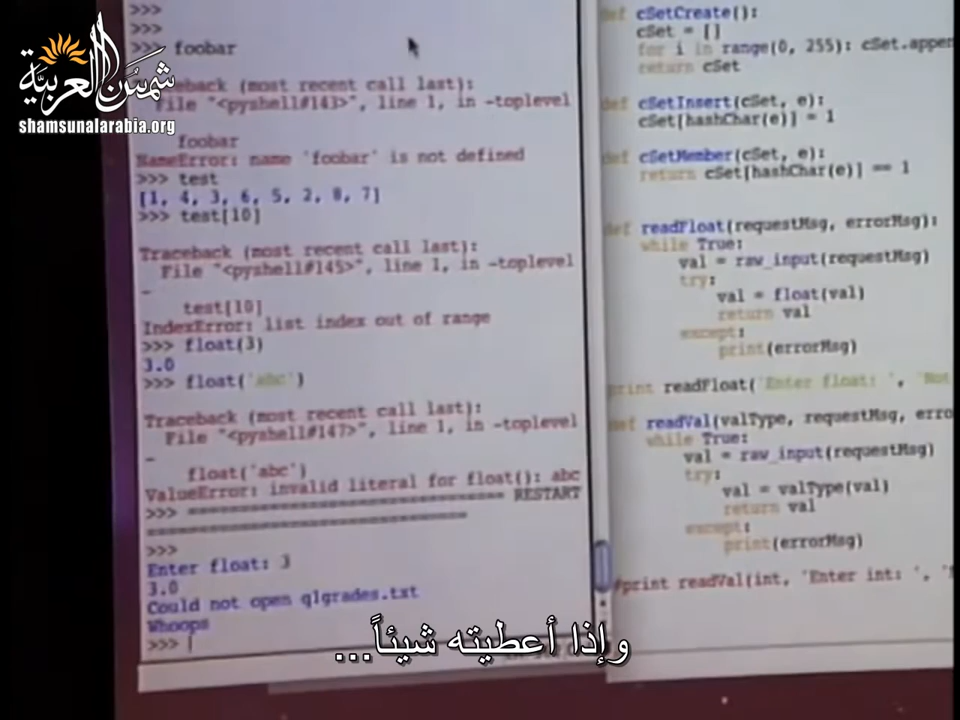 >>>
>>>
>>> foobar
Traceback (most recent call last):
File "<pyshell#143>", line 1, in -toplevel
foobar
NameError: name 'foobar' is not defined
>>> test
[1, 4, 3, 6, 5, 2, 8, 7]
>>> test[10]
Traceback (most recent call last):
File "<pyshell#145>", line 1, in -toplevel
-
test[10]
IndexError: list index out of range
>>> float(3)
3.0
>>> float('abc')
Traceback (most recent call last):
File "<pyshell#147>", line 1, in -toplevel
-
float('abc')
ValueError: invalid literal for float(): abc
>>> ================================ RESTART
================================
>>>
Enter float: 3
3.0
Could not open q1grades.txt
Whoops
>>>
def cSetCreate():
cSet = []
for i in range(0, 255): cSet.appen
return cSet
def cSetInsert(cSet, e):
cSet[hashChar(e)] = 1
def cSetMember(cSet, e):
return cSet[hashChar(e)] == 1
def readFloat(requestMsg, errorMsg):
while True:
val = raw_input(requestMsg)
try:
val = float(val)
return val
except:
print(errorMsg)
print readFloat('Enter float: ', 'Not
def readVal(valType, requestMsg, erro
while True:
val = raw_input(requestMsg)
try:
val = valType(val)
return val
except:
print(errorMsg)
#print readVal(int, 'Enter int: ', '
شمس العربية
shamsunalarabia.org
وإذا أعطيته شيئاً...